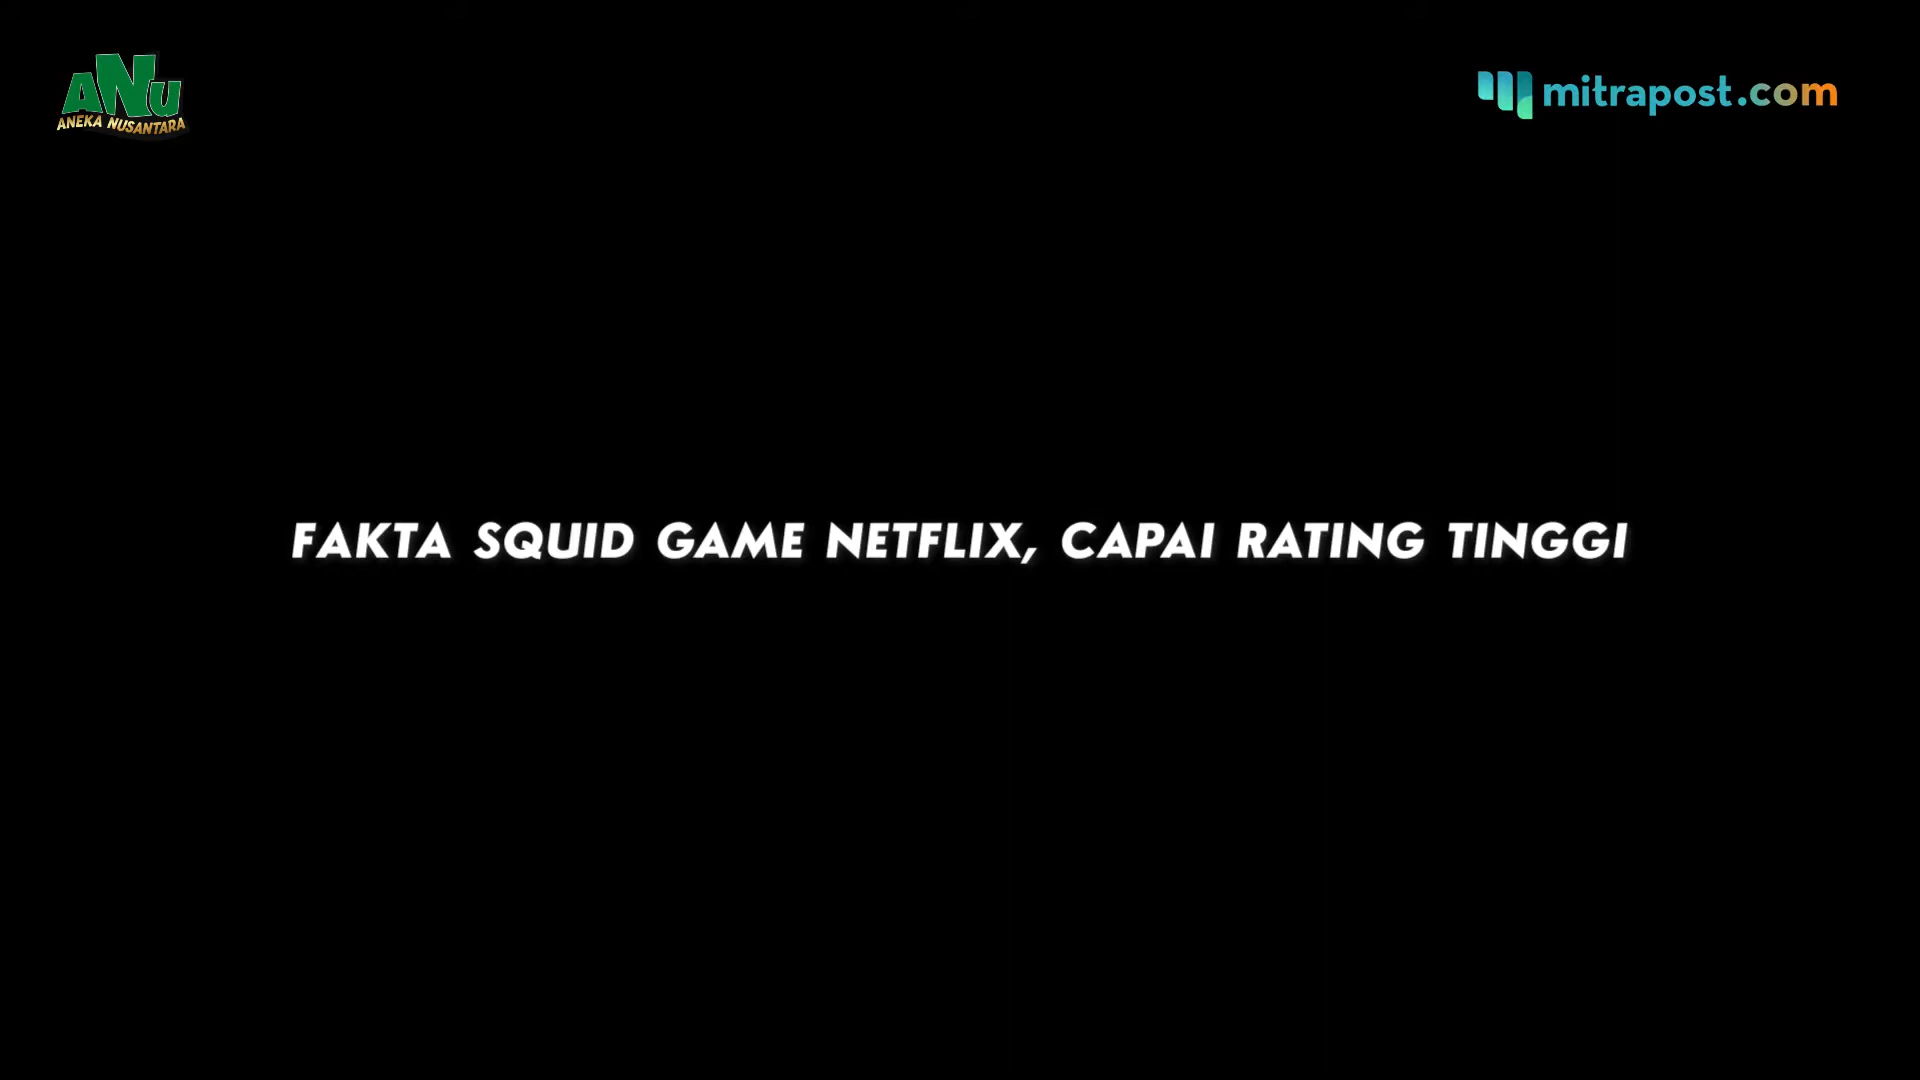 ANU
ANEKA NUSANTARA
mitrapost.com
FAKTA SQUID GAME NETFLIX, CAPAI RATING TINGGI